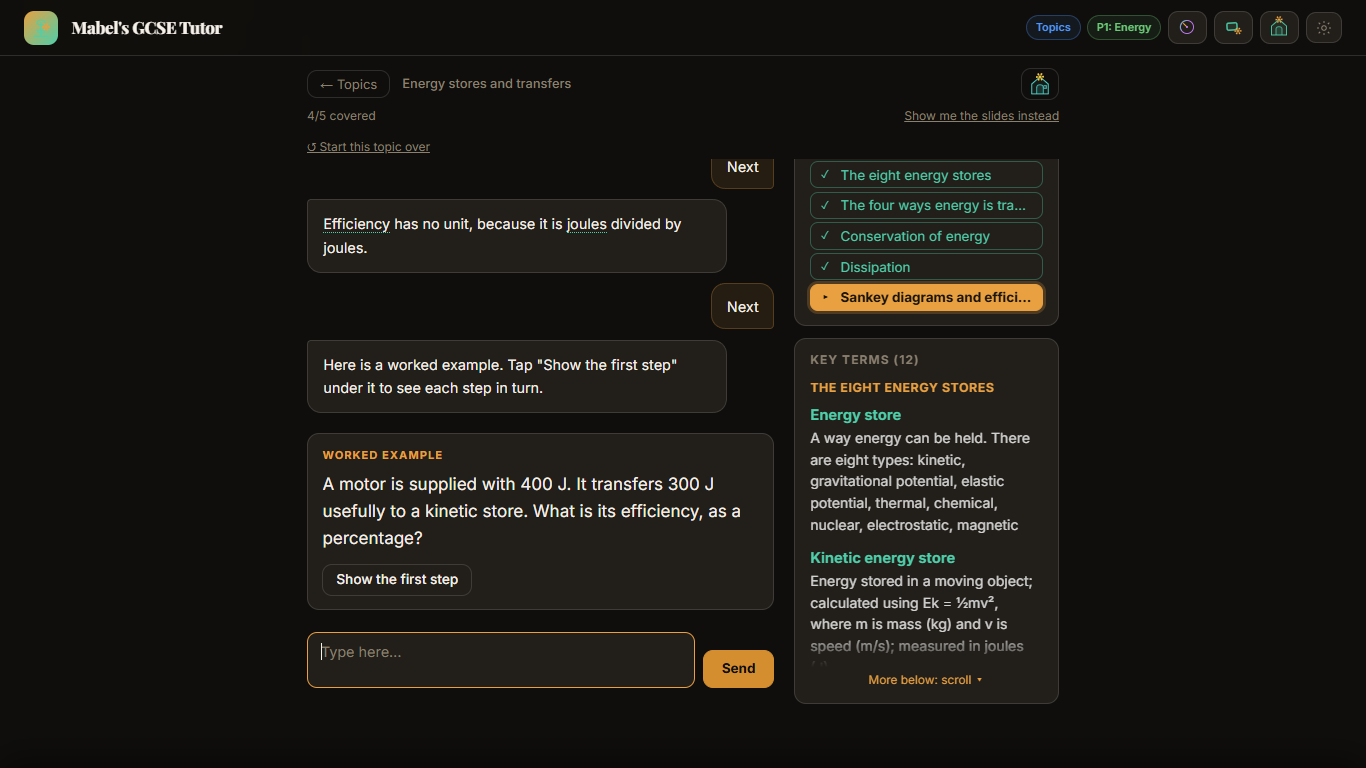 Mabel's GCSE Tutor
Topics
P1: Energy
← Topics
Energy stores and transfers
4/5 covered
Show me the slides instead
↺ Start this topic over
Next
Efficiency has no unit, because it is joules divided by
joules.
Next
Here is a worked example. Tap "Show the first step"
under it to see each step in turn.
WORKED EXAMPLE
A motor is supplied with 400 J. It transfers 300 J
usefully to a kinetic store. What is its efficiency, as a
percentage?
Show the first step
Type here...
Send
✓ The eight energy stores
✓ The four ways energy is tra...
✓ Conservation of energy
✓ Dissipation
▸ Sankey diagrams and effici...
KEY TERMS (12)
THE EIGHT ENERGY STORES
Energy store
A way energy can be held. There
are eight types: kinetic,
gravitational potential, elastic
potential, thermal, chemical,
nuclear, electrostatic, magnetic
Kinetic energy store
Energy stored in a moving object;
calculated using Ek = ½mv²,
where m is mass (kg) and v is
speed (m/s); measured in joules
More below: scroll ▾